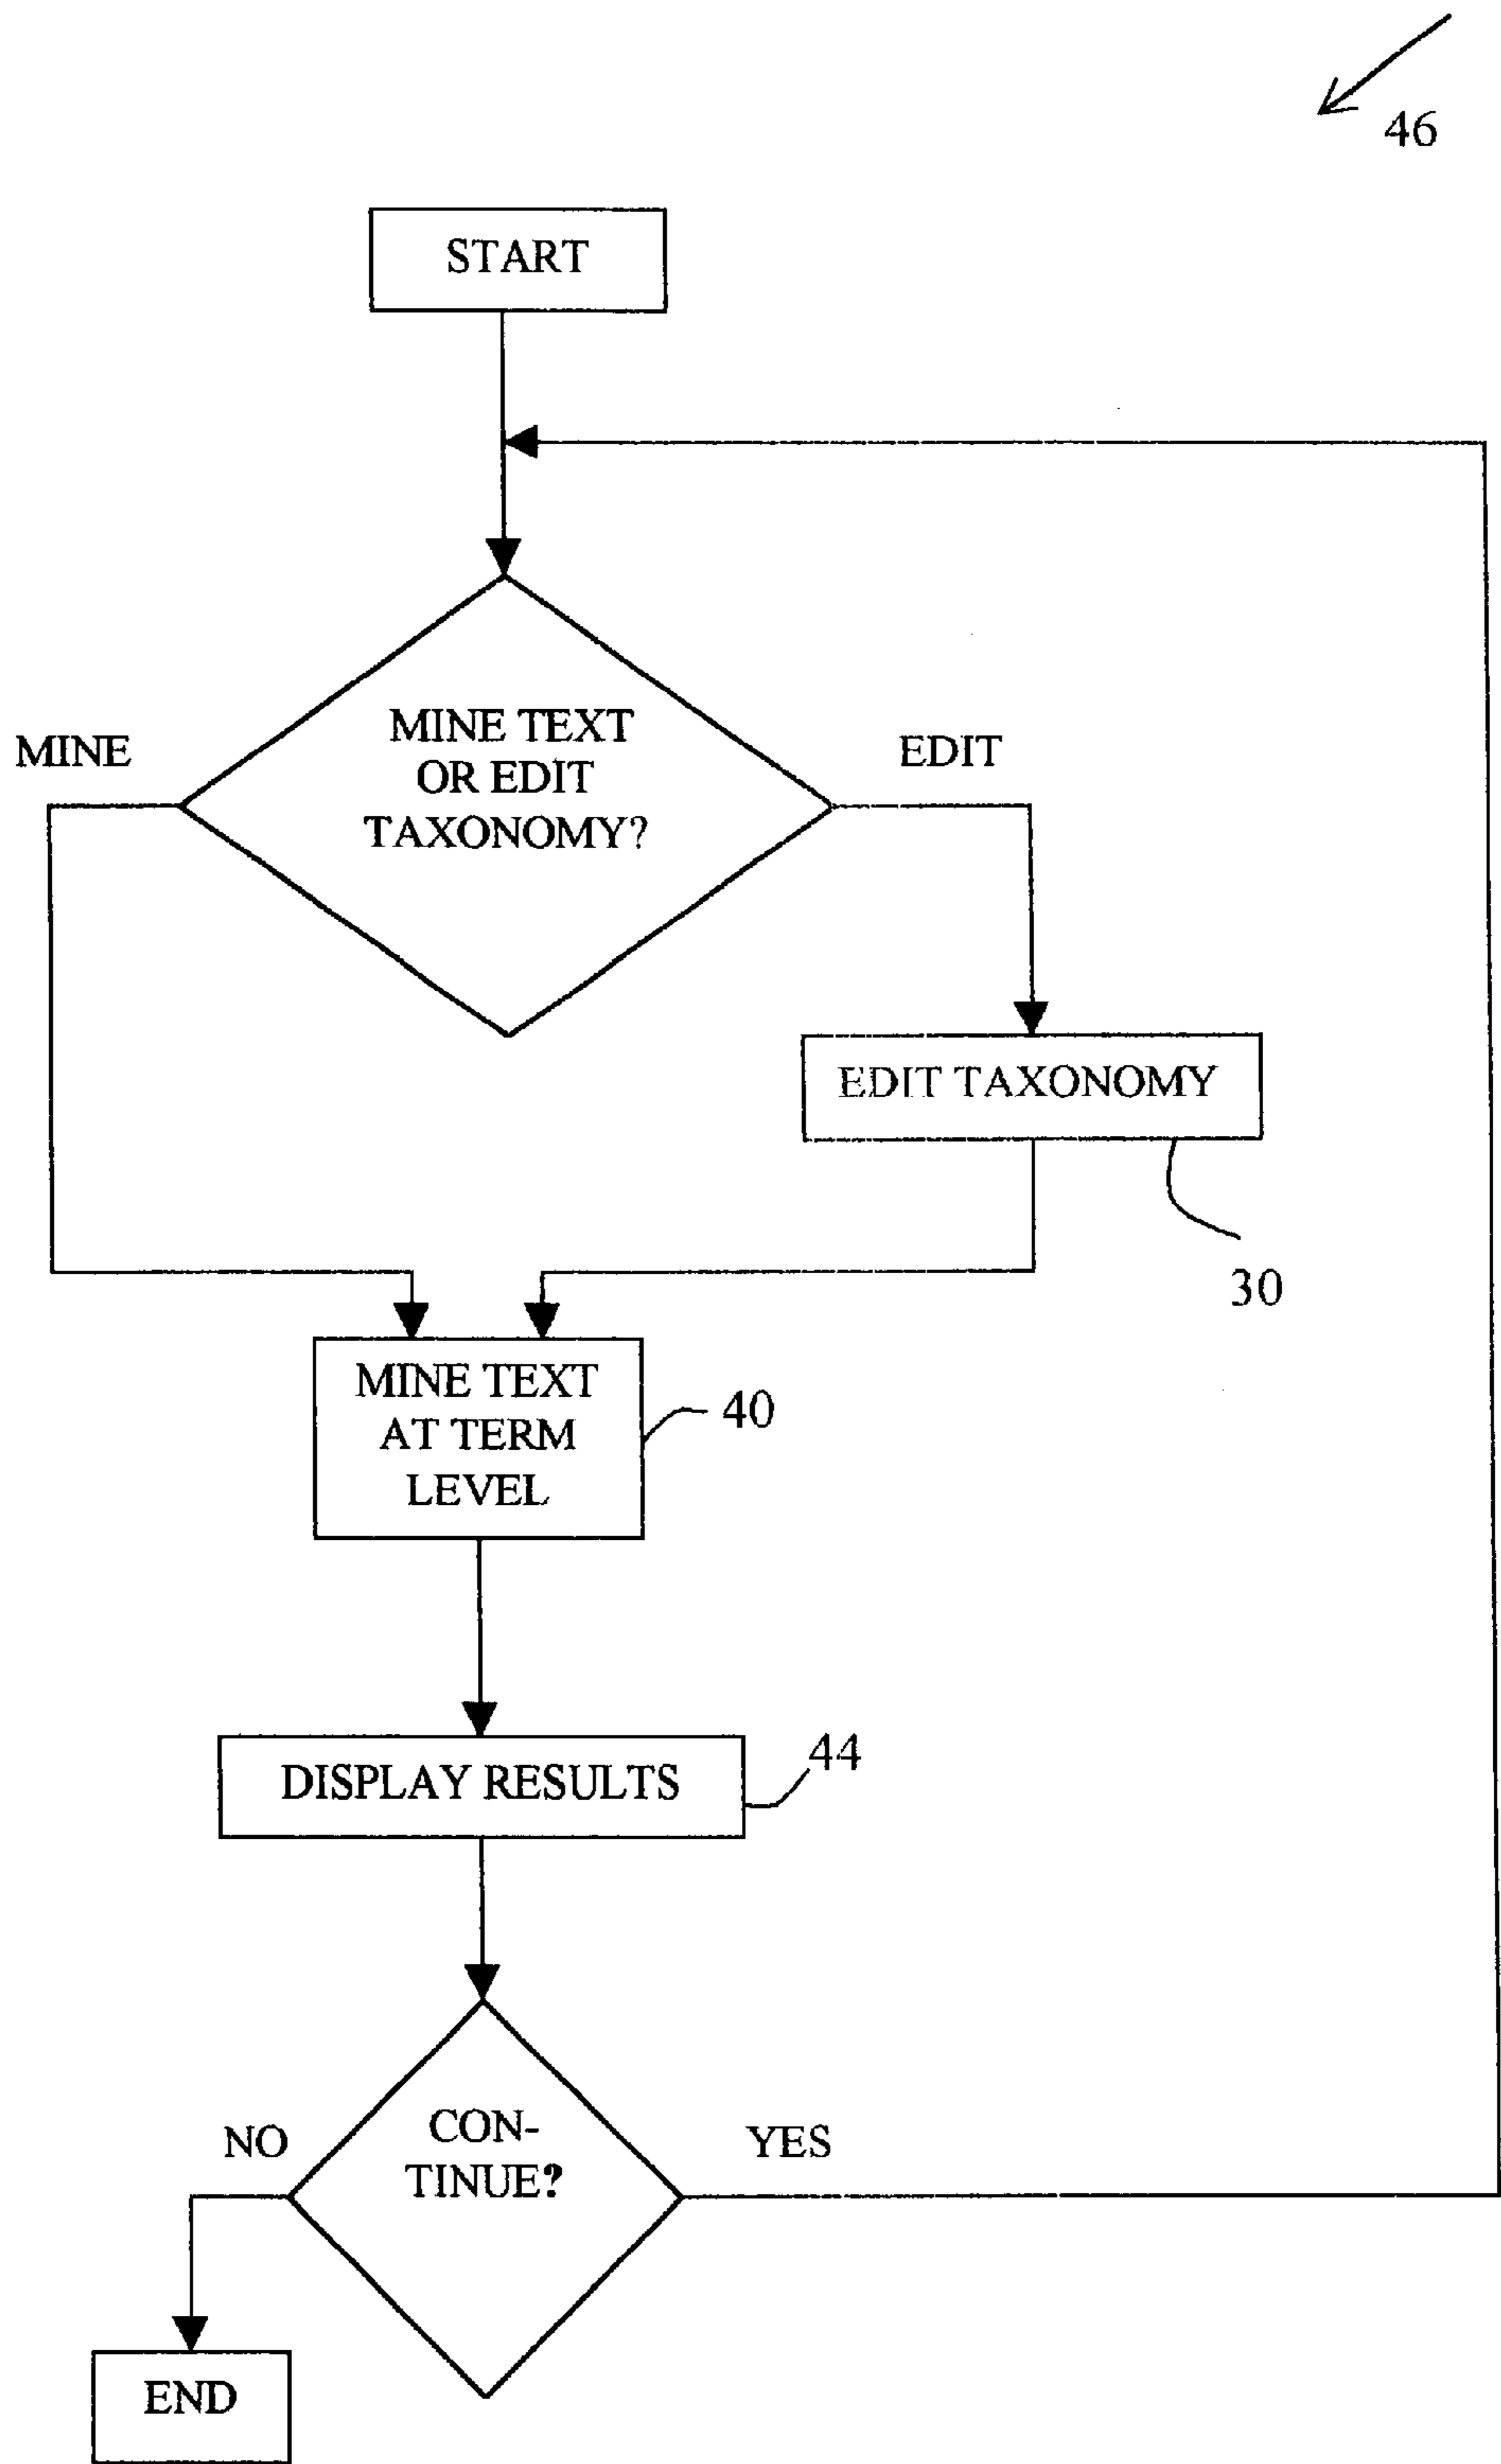 46
START
MINE TEXT
OR EDIT
TAXONOMY?
MINE
EDIT
EDIT TAXONOMY
30
MINE TEXT
AT TERM
LEVEL
40
DISPLAY RESULTS
44
CON-
TINUE?
NO
YES
END